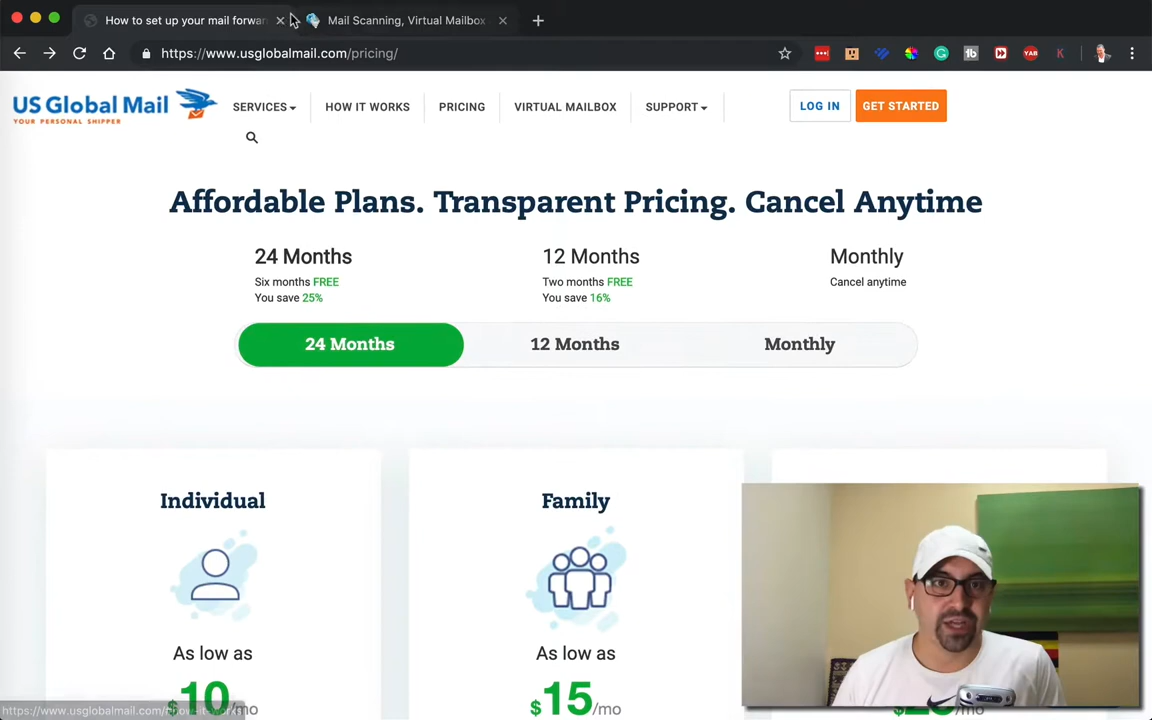 How to set up your mail forwar
Mail Scanning, Virtual Mailbox
https://www.usglobalmail.com/pricing/
US Global Mail
YOUR PERSONAL SHIPPER
SERVICES
HOW IT WORKS
PRICING
VIRTUAL MAILBOX
SUPPORT
LOG IN
GET STARTED
Affordable Plans. Transparent Pricing. Cancel Anytime
24 Months
Six months FREE
You save 25%
12 Months
Two months FREE
You save 16%
Monthly
Cancel anytime
24 Months
12 Months
Monthly
Individual
As low as
$10/mo
Family
As low as
$15/mo